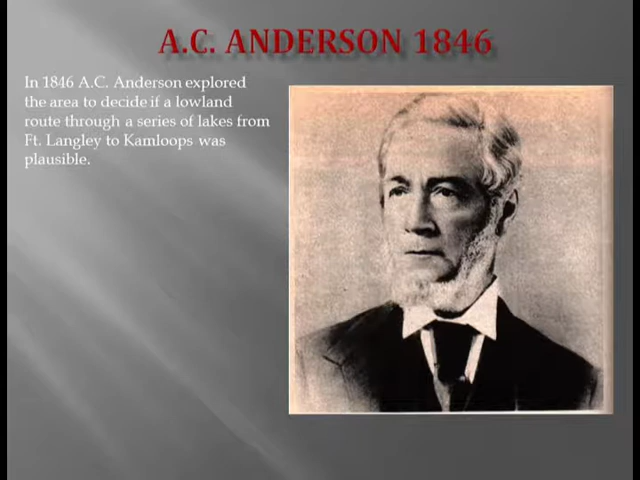 A.C. ANDERSON 1846
In 1846 A.C. Anderson explored
the area to decide if a lowland
route through a series of lakes from
Ft. Langley to Kamloops was
plausible.